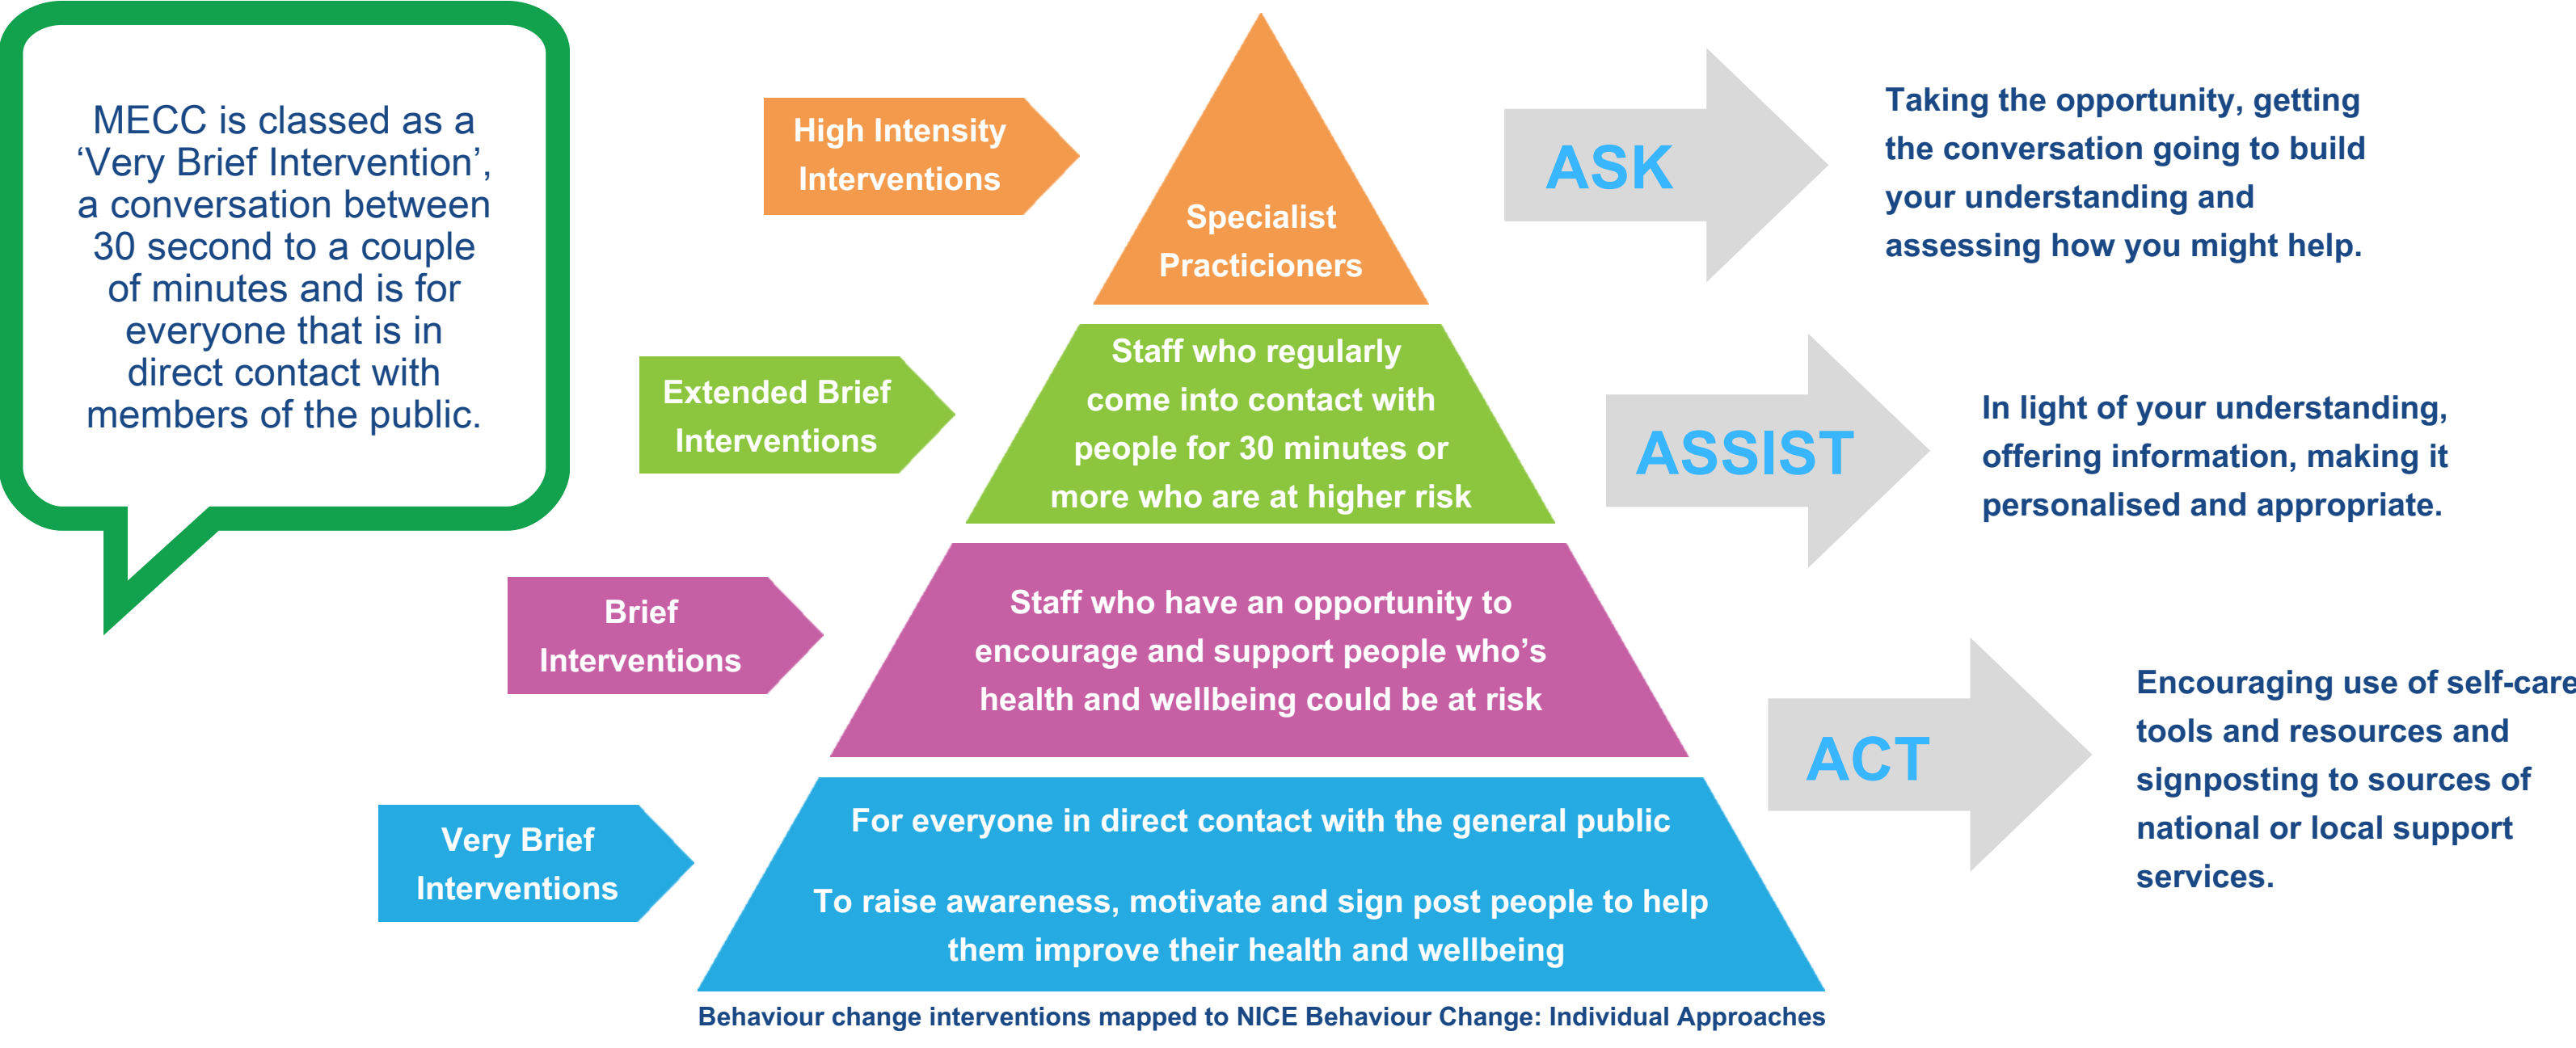 MECC is classed as a
‘Very Brief Intervention’,
a conversation between
30 second to a couple
of minutes and is for
everyone that is in
direct contact with
members of the public.
High Intensity
Interventions
Specialist
Practicioners
Extended Brief
Interventions
Staff who regularly
come into contact with
people for 30 minutes or
more who are at higher risk
Brief
Interventions
Staff who have an opportunity to
encourage and support people who’s
health and wellbeing could be at risk
Very Brief
Interventions
For everyone in direct contact with the general public
To raise awareness, motivate and sign post people to help
them improve their health and wellbeing
Behaviour change interventions mapped to NICE Behaviour Change: Individual Approaches
ASK
Taking the opportunity, getting
the conversation going to build
your understanding and
assessing how you might help.
ASSIST
In light of your understanding,
offering information, making it
personalised and appropriate.
ACT
Encouraging use of self-care
tools and resources and
signposting to sources of
national or local support
services.